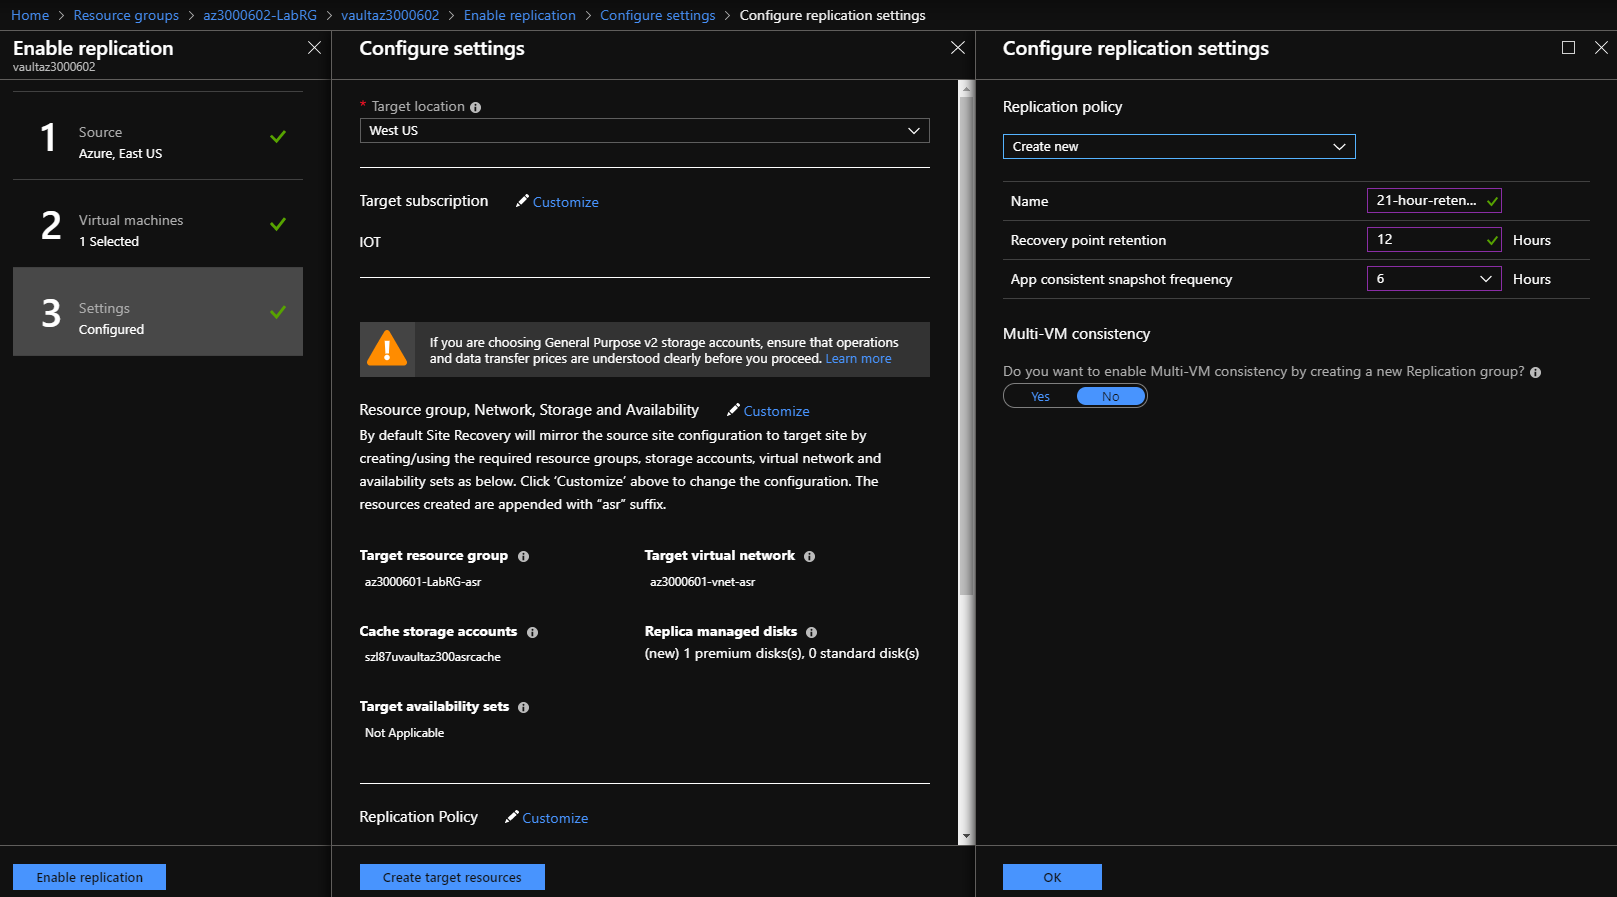 Home > Resource groups > az3000602-LabRG > vaultaz3000602 > Enable replication > Configure settings > Configure replication settings
Enable replication
vaultaz3000602
1
Source
Azure, East US
2
Virtual machines
1 Selected
3
Settings
Configured
Enable replication
Configure settings
* Target location
West US
Target subscription
Customize
IOT
If you are choosing General Purpose v2 storage accounts, ensure that operations
and data transfer prices are understood clearly before you proceed. Learn more
Resource group, Network, Storage and Availability
Customize
By default Site Recovery will mirror the source site configuration to target site by
creating/using the required resource groups, storage accounts, virtual network and
availability sets as below. Click ‘Customize’ above to change the configuration. The
resources created are appended with “asr” suffix.
Target resource group
az3000601-LabRG-asr
Target virtual network
az3000601-vnet-asr
Cache storage accounts
szl87uvaultaz300asrcache
Replica managed disks
(new) 1 premium disks(s), 0 standard disk(s)
Target availability sets
Not Applicable
Replication Policy
Customize
Create target resources
Configure replication settings
Replication policy
Create new
Name
21-hour-reten...
Recovery point retention
12
Hours
App consistent snapshot frequency
6
Hours
Multi-VM consistency
Do you want to enable Multi-VM consistency by creating a new Replication group?
Yes
No
OK